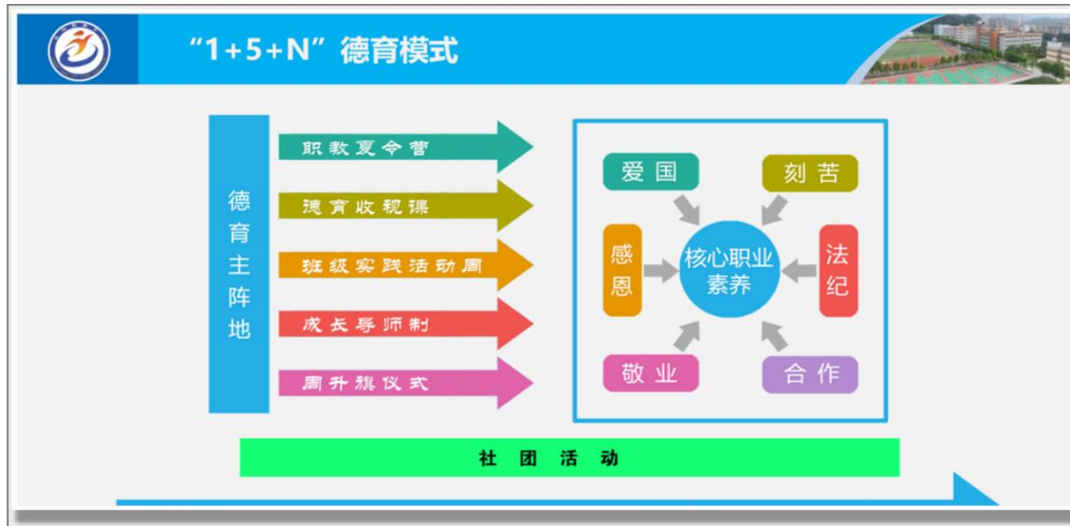 “1+5+N”德育模式
德育主阵地
职教夏令营
德育收视课
班级实践活动周
成长导师制
周升旗仪式
爱国
刻苦
感恩
核心职业
素养
法纪
敬业
合作
社团活动